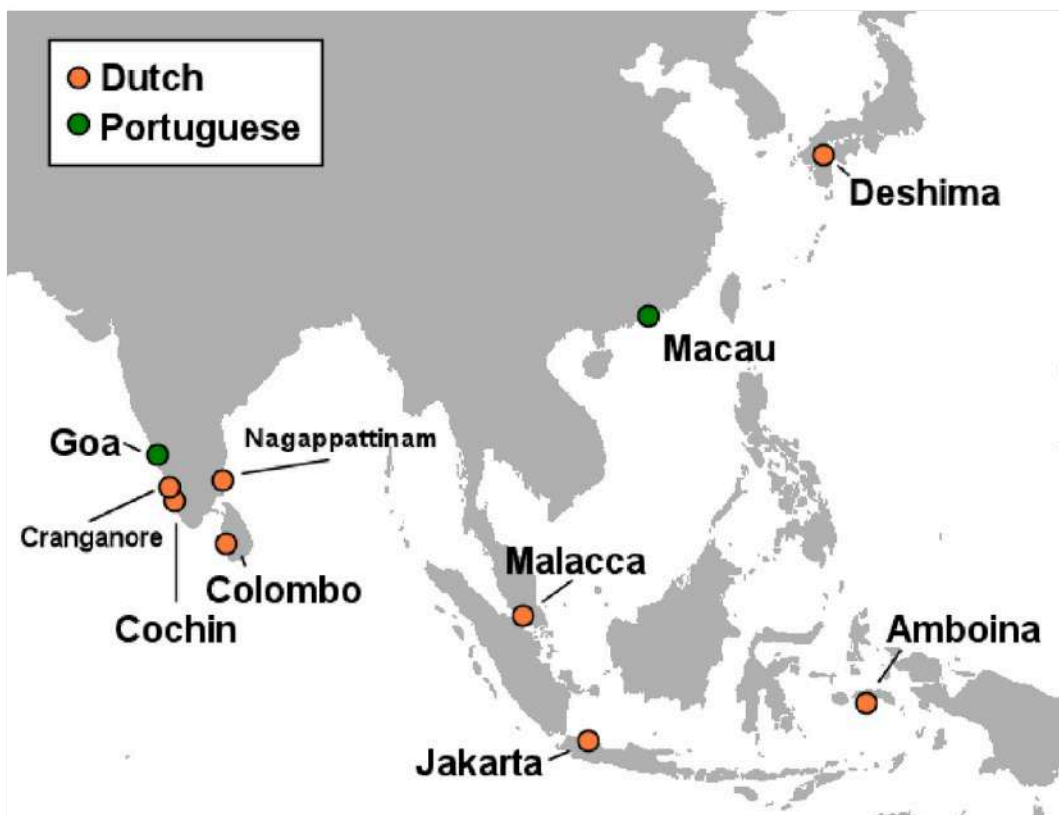 Dutch
Portuguese
Deshima
Macau
Goa
Nagappattinam
Cranganore
Colombo
Malacca
Cochin
Amboina
Jakarta